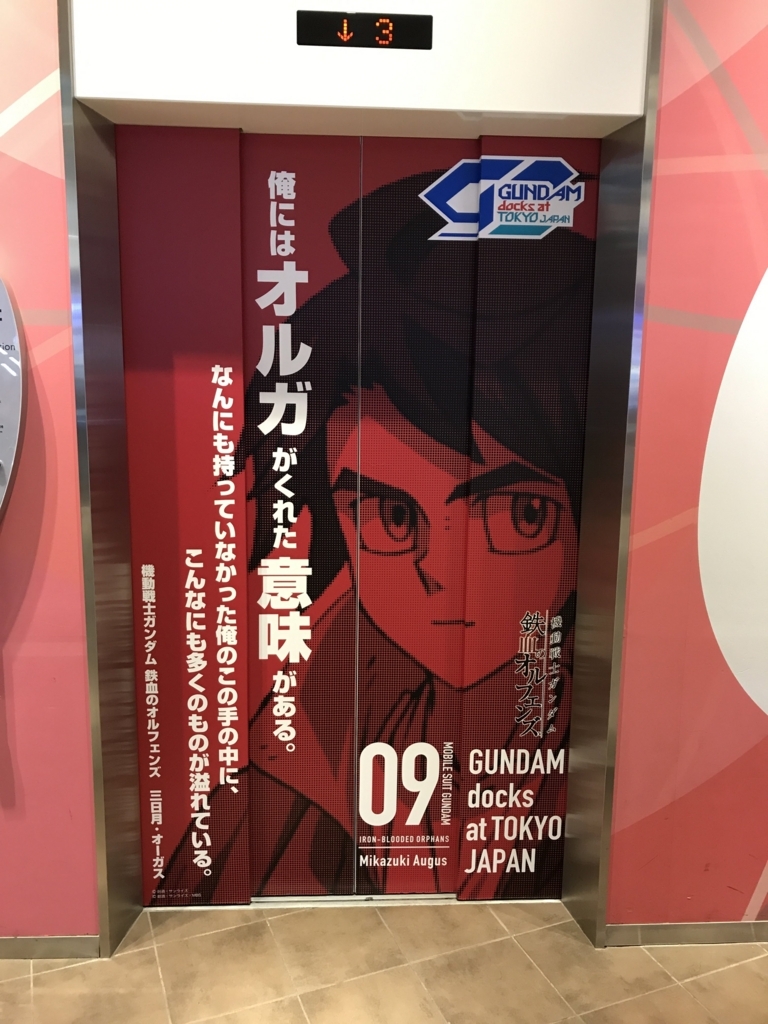 ↓ 3
GUNDAM
docks at
TOKYO JAPAN
俺にはオルガがくれた意味がある。
なんにも持っていなかった俺のこの手の中に、
こんなにも多くのものが溢れている。
機動戦士ガンダム 鉄血のオルフェンズ 三日月・オーガス
機動戦士ガンダム
鉄血のオルフェンズ
09
MOBILE SUIT GUNDAM
IRON-BLOODED ORPHANS
Mikazuki Augus
GUNDAM
docks
at TOKYO
JAPAN